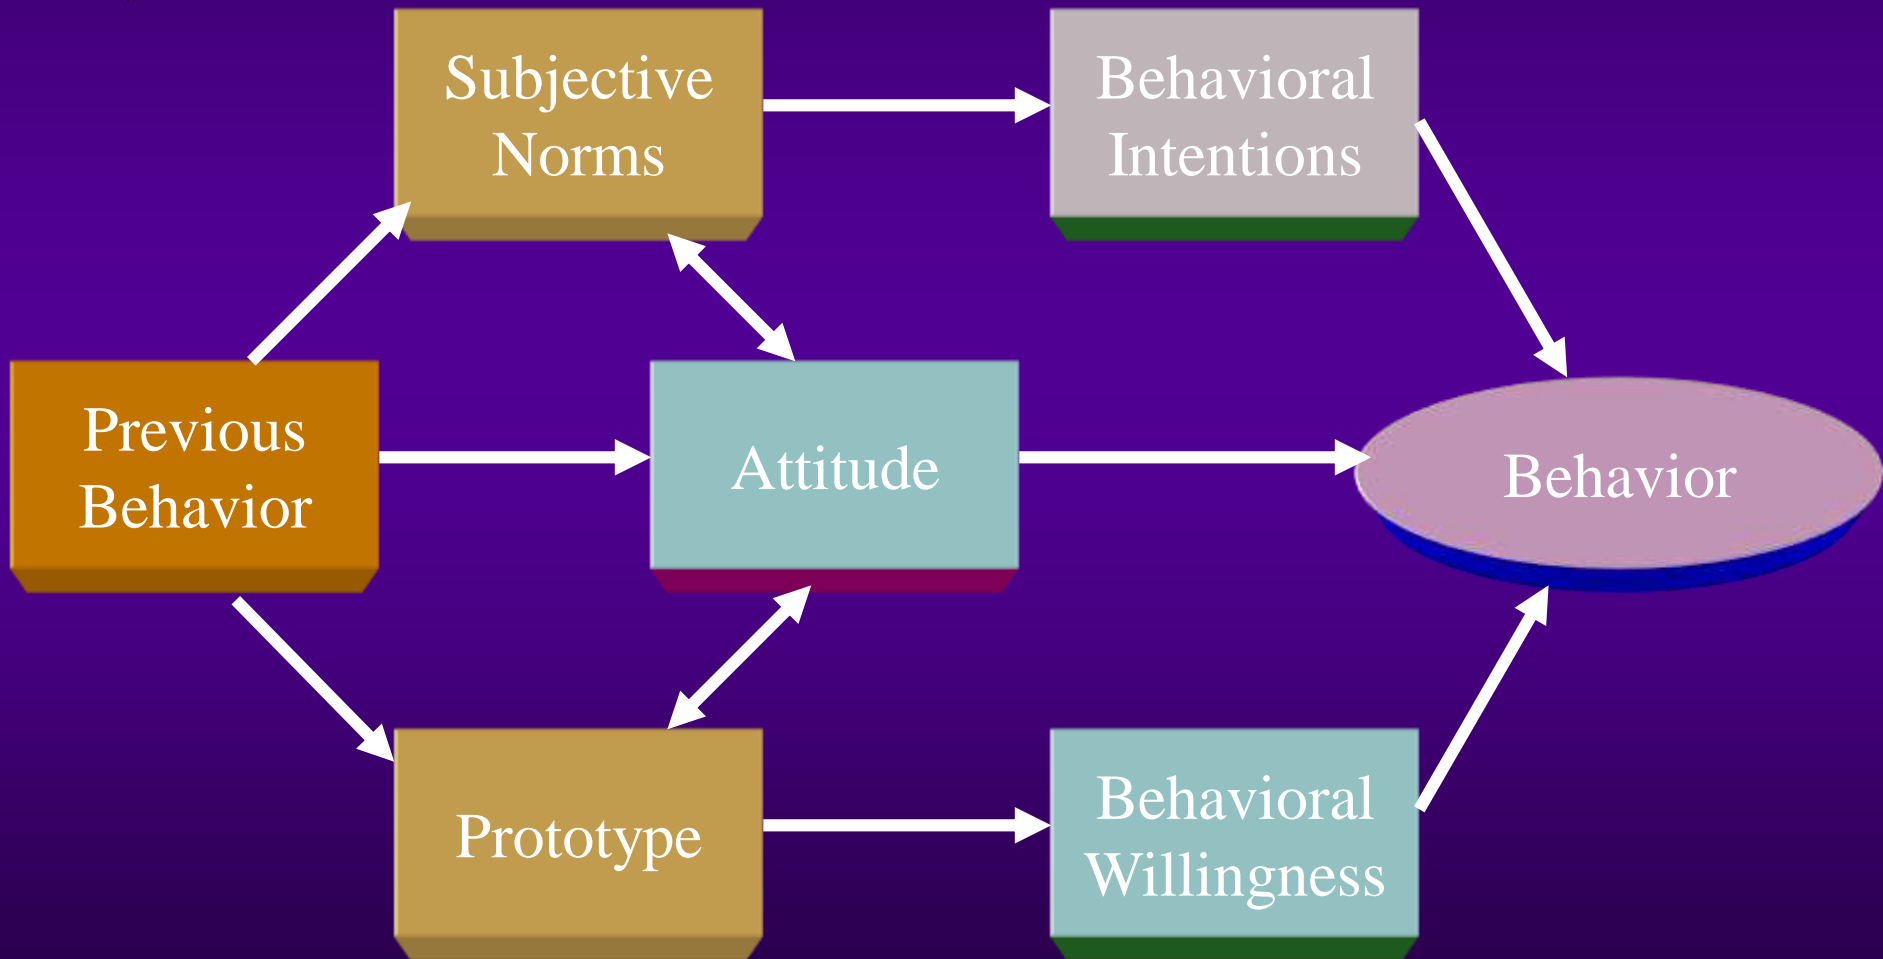 Subjective
Norms
Behavioral
Intentions
Previous
Behavior
Attitude
Behavior
Prototype
Behavioral
Willingness